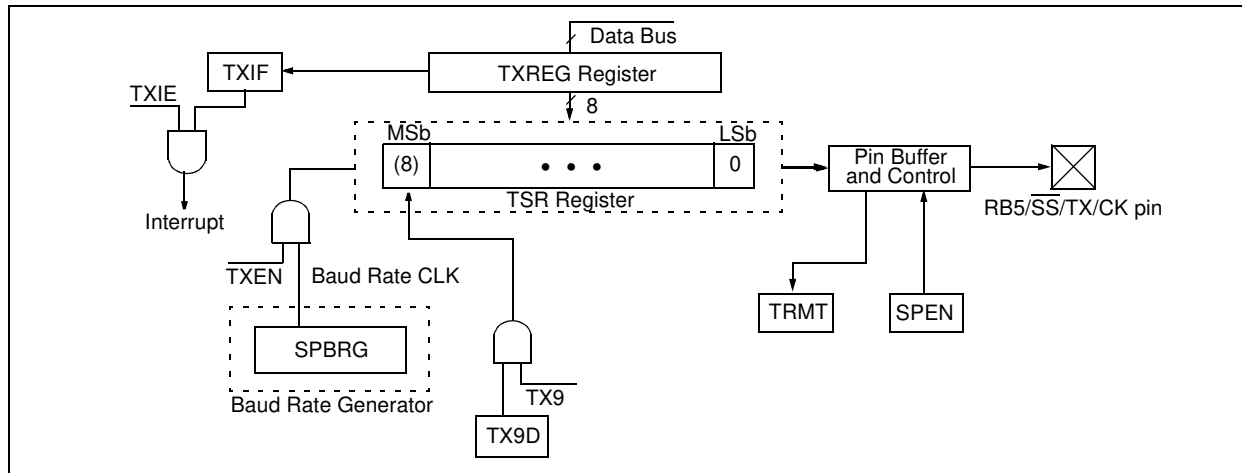 Data Bus
TXIF
TXREG Register
TXIE
8
MSb
LSb
(8)
0
TSR Register
Pin Buffer
and Control
RB5/S̅S̅/TX/CK pin
Interrupt
TXEN
Baud Rate CLK
TRMT
SPEN
SPBRG
Baud Rate Generator
TX9
TX9D